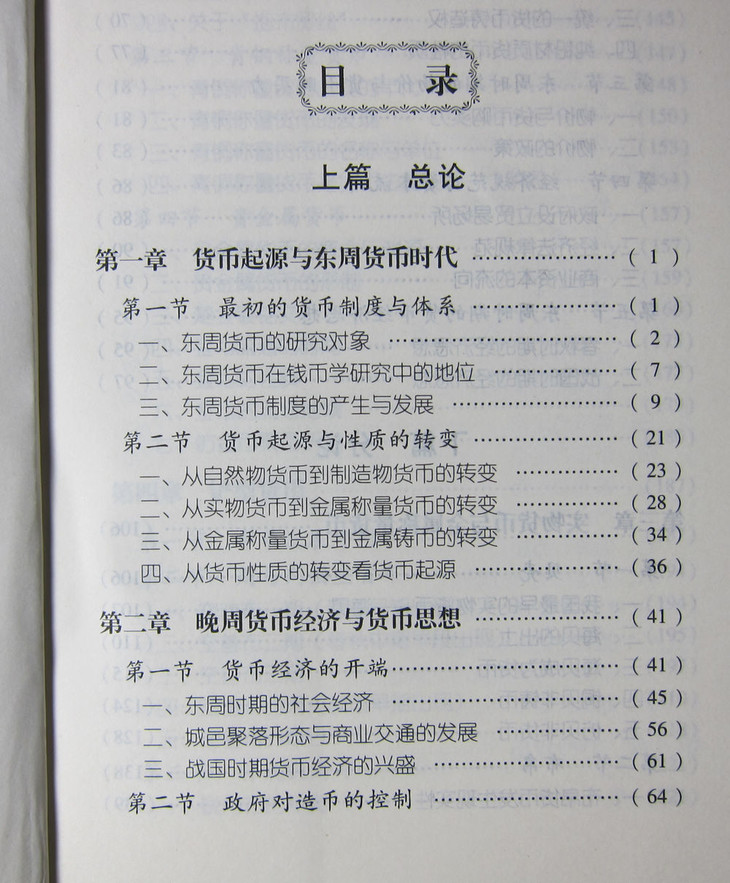 目 录
上篇 总论
第一章 货币起源与东周货币时代 ………………… ( 1 )
第一节 最初的货币制度与体系 ………………… ( 1 )
一、东周货币的研究对象 ………………… ( 2 )
二、东周货币在钱币学研究中的地位 ………………… ( 7 )
三、东周货币制度的产生与发展 ………………… ( 9 )
第二节 货币起源与性质的转变 ………………… ( 21 )
一、从自然物货币到制造物货币的转变 ………………… ( 23 )
二、从实物货币到金属称量货币的转变 ………………… ( 28 )
三、从金属称量货币到金属铸币的转变 ………………… ( 34 )
四、从货币性质的转变看货币起源 ………………… ( 36 )
第二章 晚周货币经济与货币思想 ………………… ( 41 )
第一节 货币经济的开端 ………………… ( 41 )
一、东周时期的社会经济 ………………… ( 45 )
二、城邑聚落形态与商业交通的发展 ………………… ( 56 )
三、战国时期货币经济的兴盛 ………………… ( 61 )
第二节 政府对造币的控制 ………………… ( 64 )